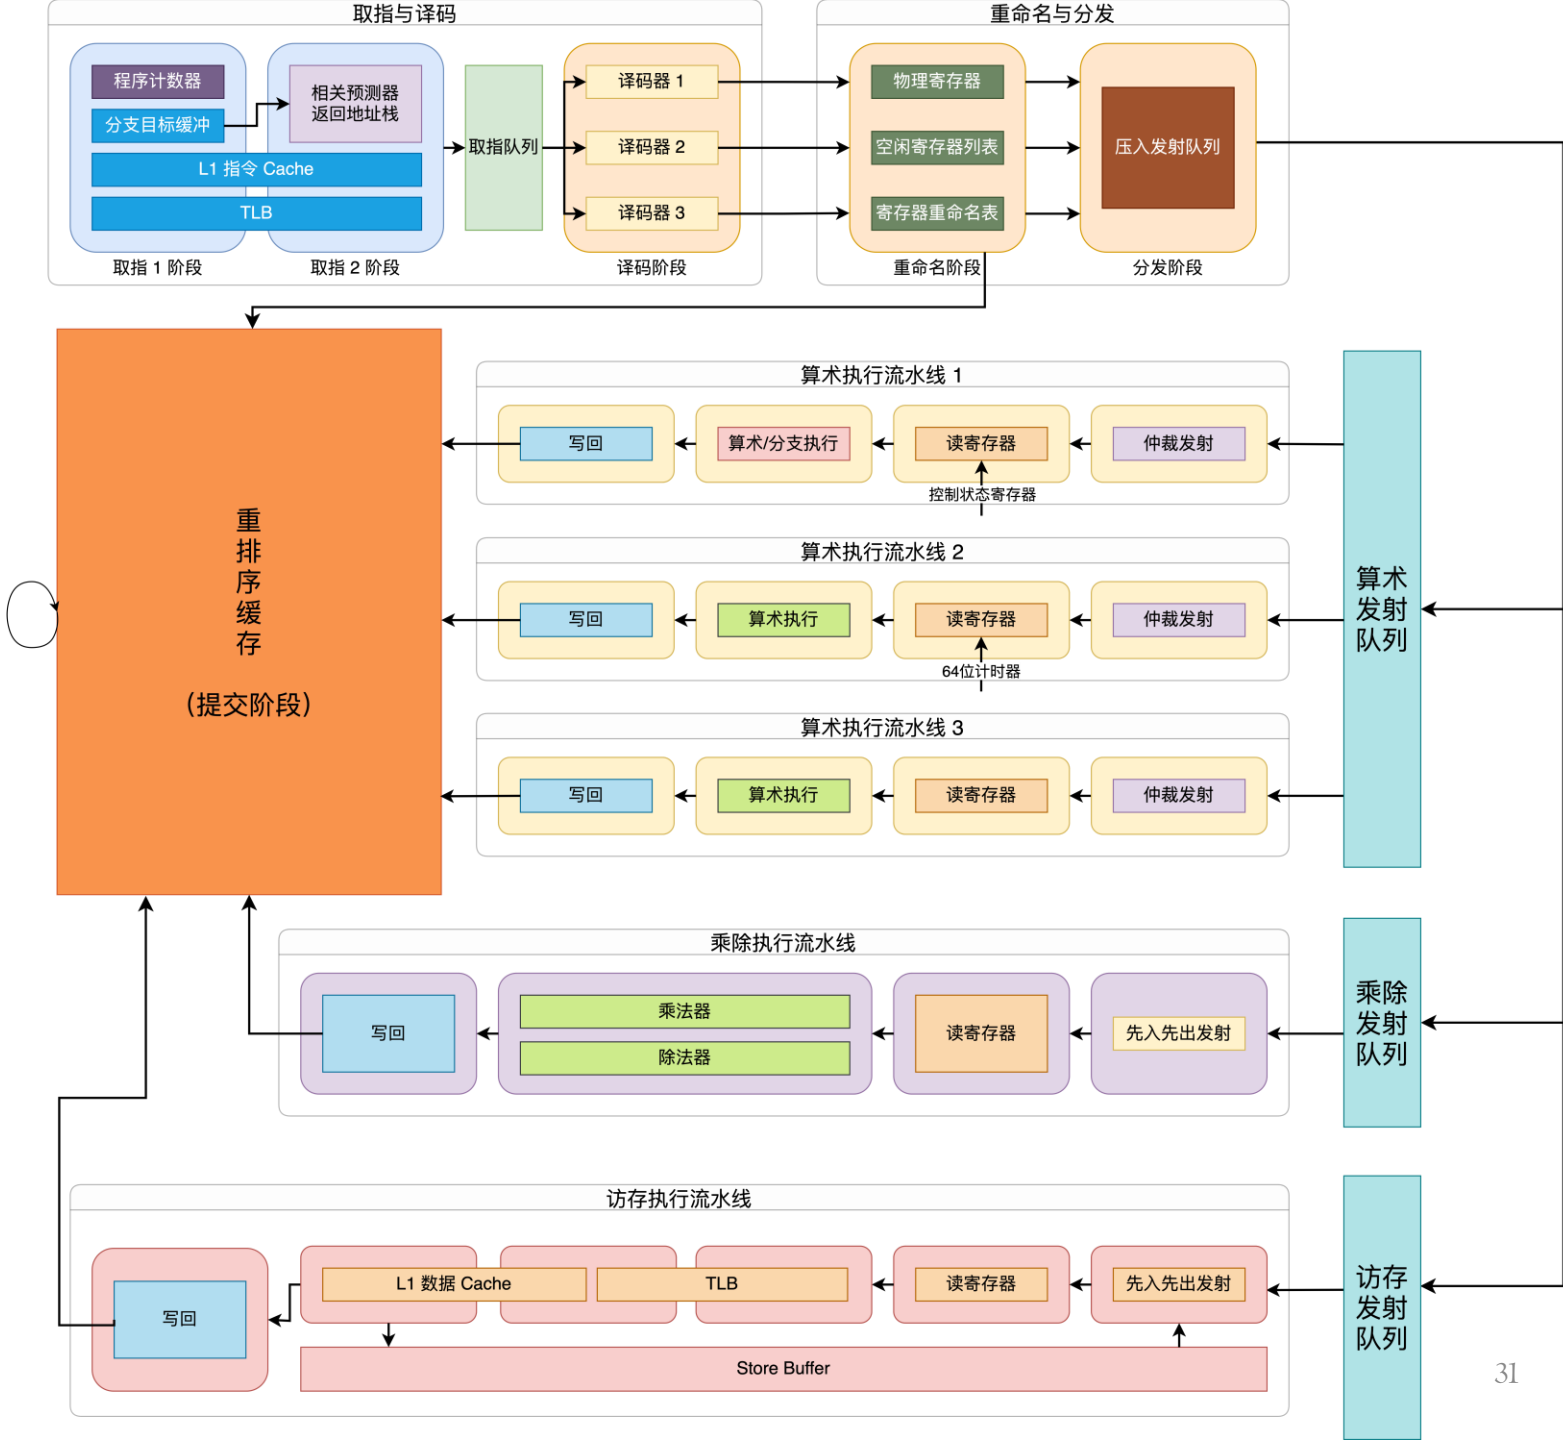 取指与译码
重命名与分发
程序计数器
分支目标缓冲
相关预测器
返回地址栈
L1 指令 Cache
TLB
取指队列
译码器 1
译码器 2
译码器 3
物理寄存器
空闲寄存器列表
寄存器重命名表
压入发射队列
取指 1 阶段
取指 2 阶段
译码阶段
重命名阶段
分发阶段
重
排
序
缓
存
（提交阶段）
算术执行流水线 1
写回
算术/分支执行
读寄存器
仲裁发射
控制状态寄存器
算术执行流水线 2
写回
算术执行
读寄存器
仲裁发射
64位计时器
算术执行流水线 3
写回
算术执行
读寄存器
仲裁发射
算术
发射
队列
乘除执行流水线
写回
乘法器
除法器
读寄存器
先入先出发射
乘除
发射
队列
访存执行流水线
写回
L1 数据 Cache
TLB
读寄存器
先入先出发射
Store Buffer
访存
发射
队列
31